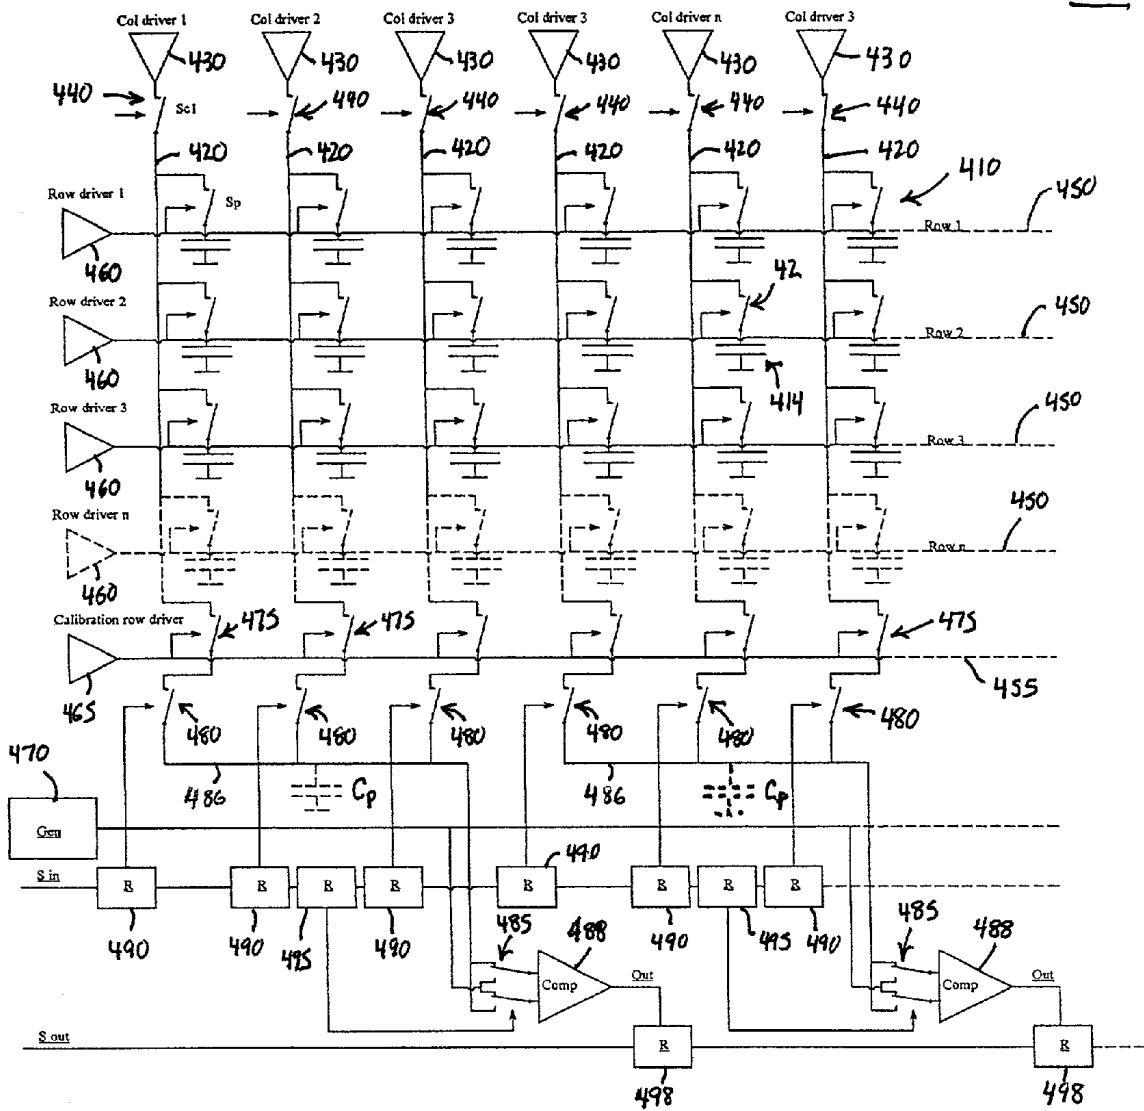 Col driver 1 Col driver 2 Col driver 3 Col driver 3 Col driver n Col driver 3
430 430 430 430 430 430
440 Sc1 490 440 440 440 440
420 420 420 420 420 420
410
Row driver 1 Sp Row 1 450
460
42
Row driver 2 Row 2 450
460
414
Row driver 3 Row 3 450
460
Row driver n Row n 450
460
Calibration row driver 475 475 475
465 455
480 480 480 480 480 480
470
486 Cp 486 Cp
Gen
S in R R R R R R R R
490
490 490 495 490 490 495 490
485 488 485 488
Comp Out Comp Out
S out R R
498 498